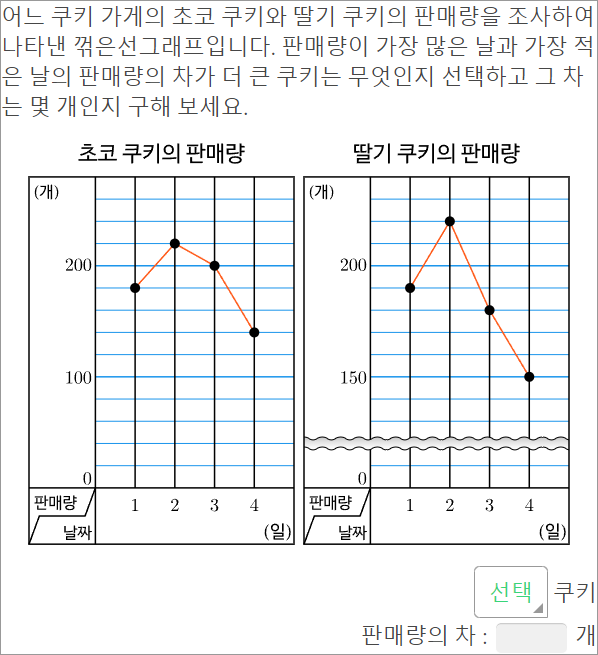 어느 쿠키 가게의 초코 쿠키와 딸기 쿠키의 판매량을 조사하여
나타낸 꺾은선그래프입니다. 판매량이 가장 많은 날과 가장 적
은 날의 판매량의 차가 더 큰 쿠키는 무엇인지 선택하고 그 차
는 몇 개인지 구해 보세요.
초코 쿠키의 판매량
(개)
200
100
0
판매량
날짜
1 2 3 4
(일)
딸기 쿠키의 판매량
(개)
200
150
0
판매량
날짜
1 2 3 4
(일)
선택 쿠키
판매량의 차 : 개